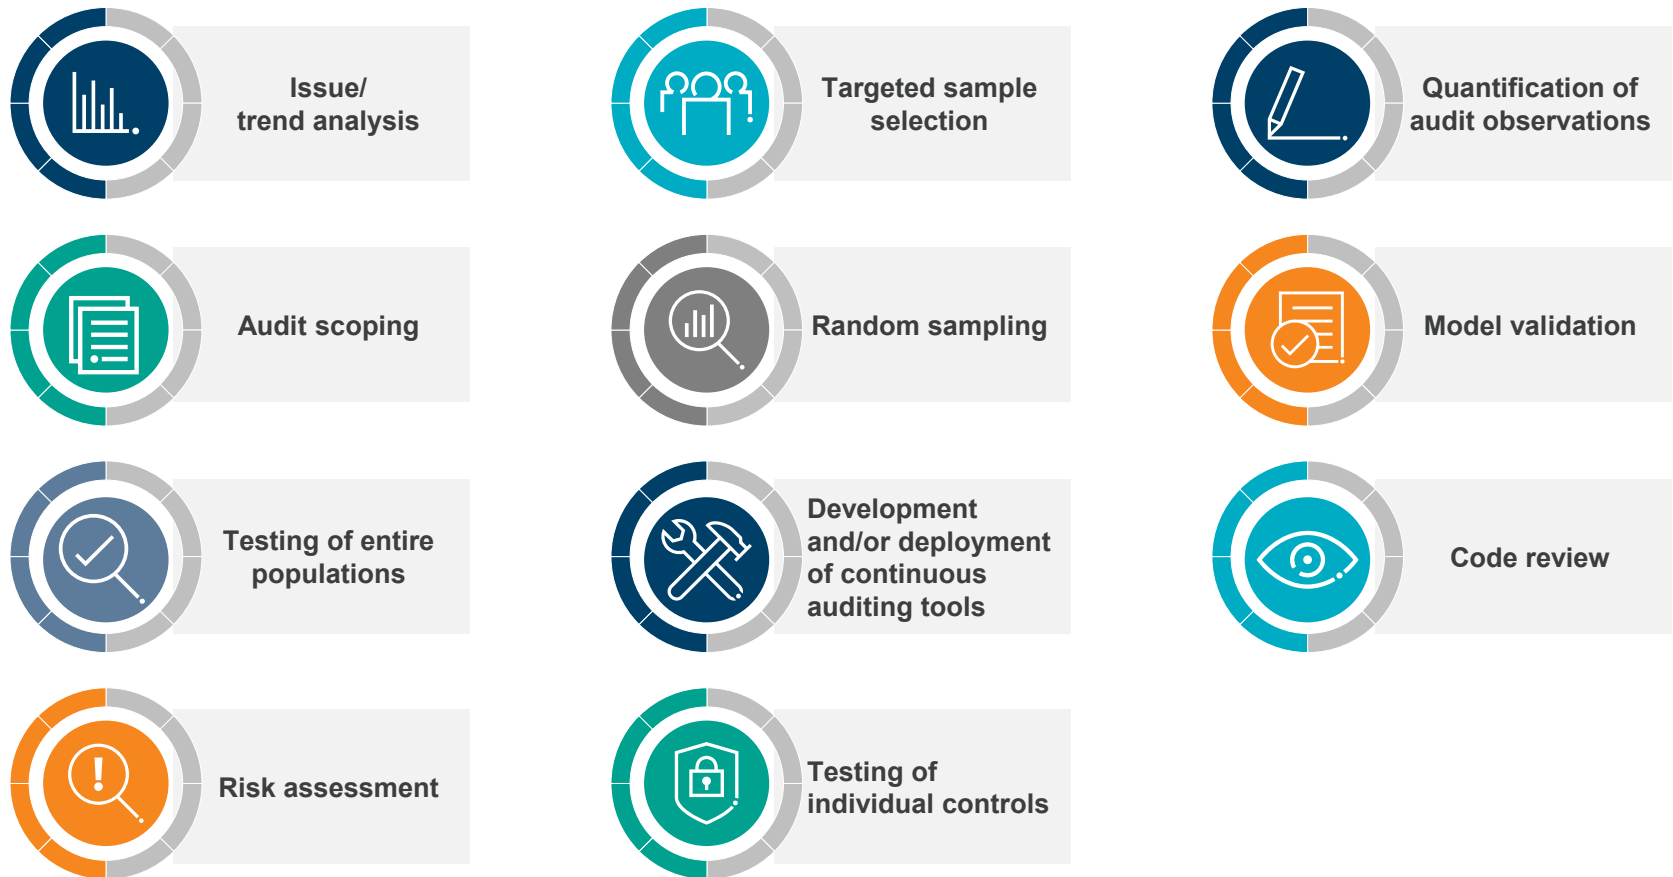 Issue/
trend analysis
Targeted sample
selection
Quantification of
audit observations
Audit scoping
Random sampling
Model validation
Testing of entire
populations
Development
and/or deployment
of continuous
auditing tools
Code review
Risk assessment
Testing of
individual controls